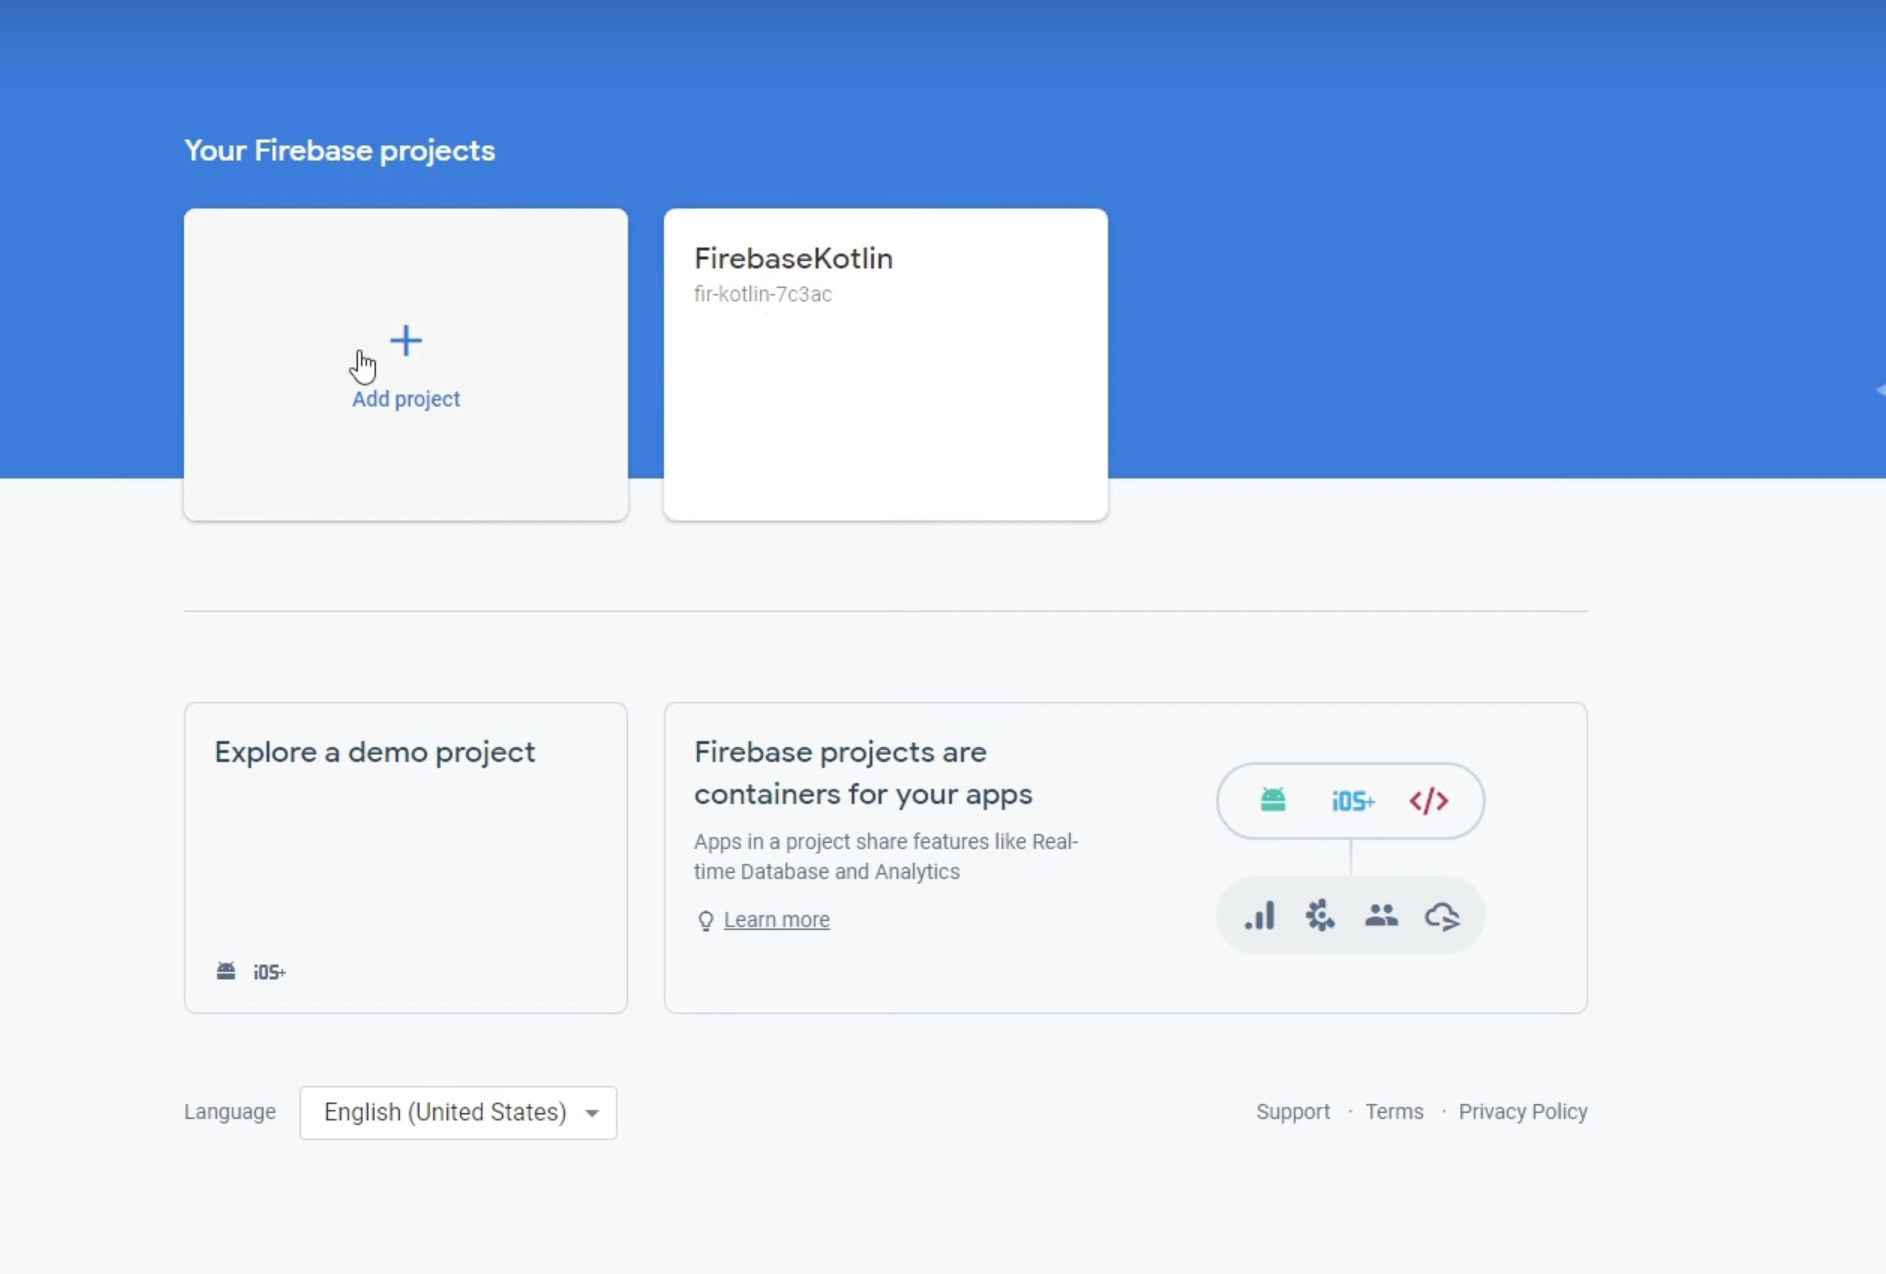 Your Firebase projects
Add project
FirebaseKotlin
fir-kotlin-7c3ac
Explore a demo project
iOS+
Firebase projects are
containers for your apps
Apps in a project share features like Real-
time Database and Analytics
Learn more
iOS+ </>
Language English (United States)
Support · Terms · Privacy Policy